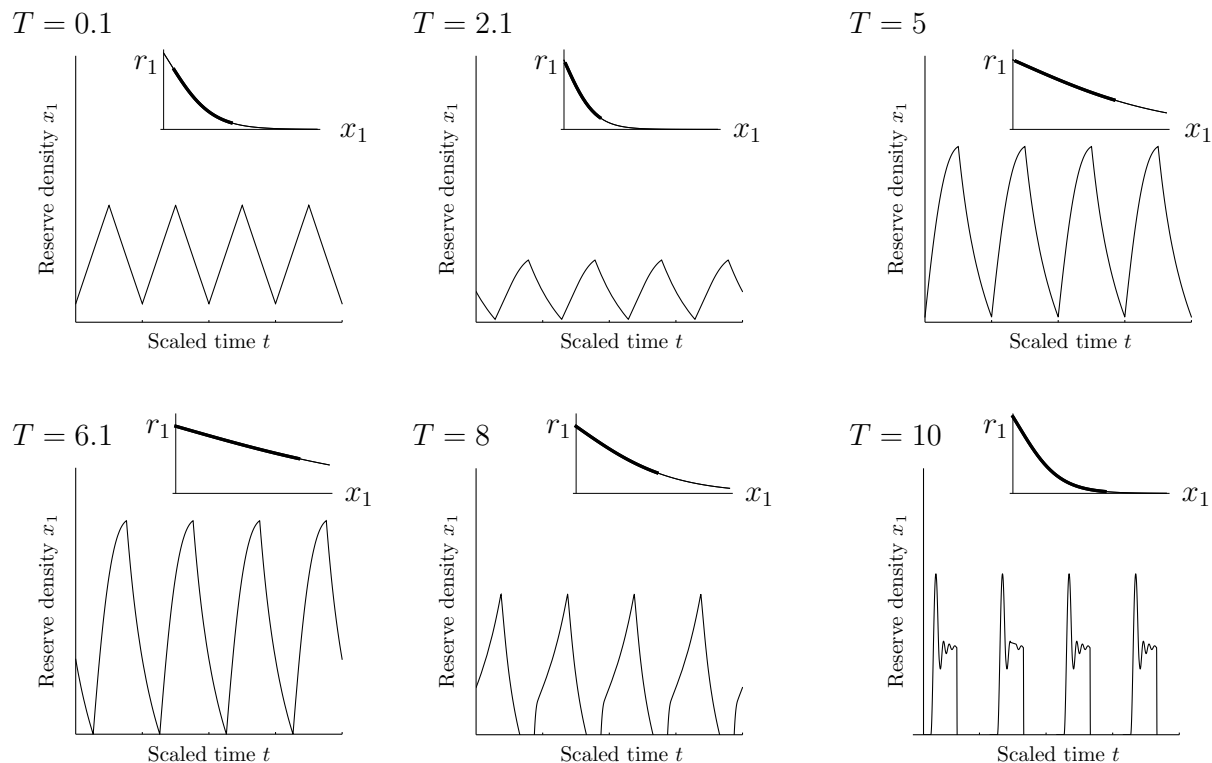 T = 0.1
r₁
x₁
Reserve density x₁
Scaled time t
T = 2.1
r₁
x₁
Reserve density x₁
Scaled time t
T = 5
r₁
x₁
Reserve density x₁
Scaled time t
T = 6.1
r₁
x₁
Reserve density x₁
Scaled time t
T = 8
r₁
x₁
Reserve density x₁
Scaled time t
T = 10
r₁
x₁
Reserve density x₁
Scaled time t